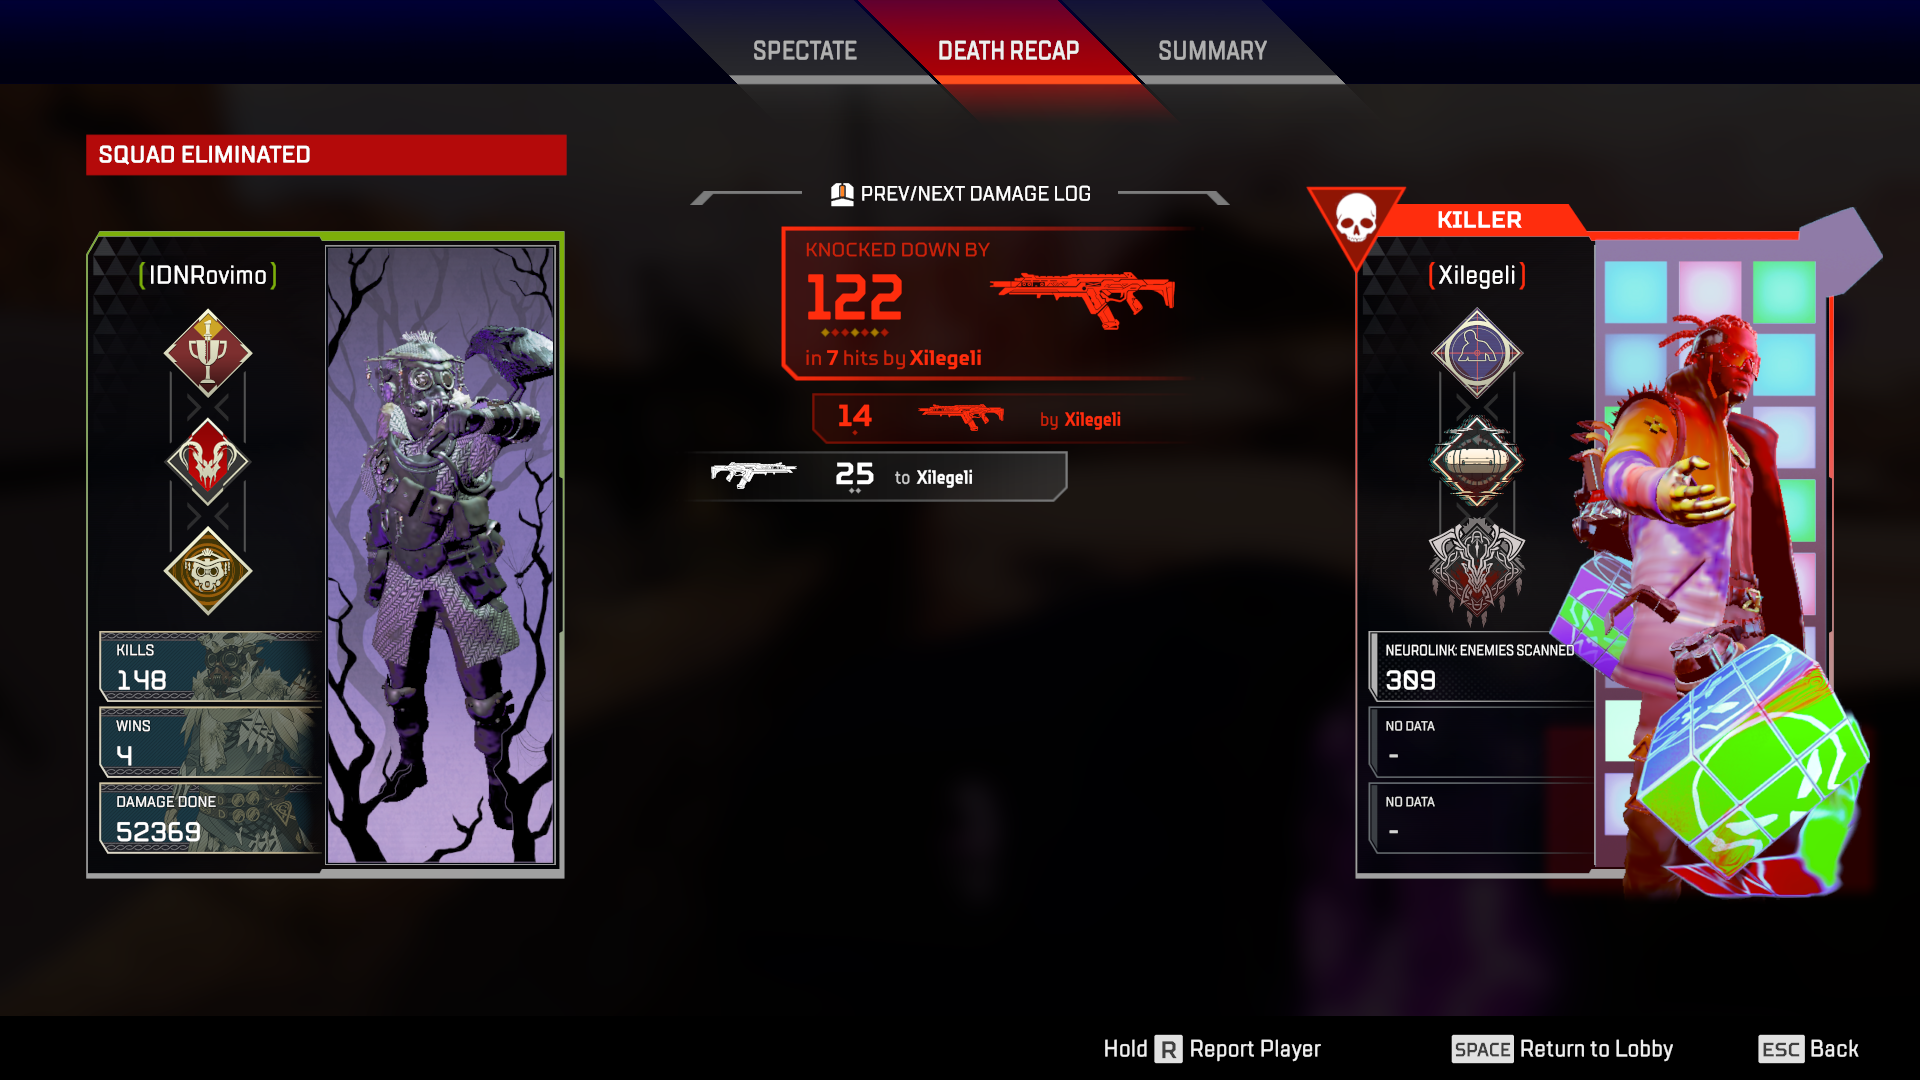 SPECTATE
DEATH RECAP
SUMMARY
SQUAD ELIMINATED
PREV/NEXT DAMAGE LOG
KILLER
IDNRovimo
KILLS
148
WINS
4
DAMAGE DONE
52369
KNOCKED DOWN BY
122
in 7 hits by Xilegeli
14 by Xilegeli
25 to Xilegeli
Xilegeli
NEUROLINK: ENEMIES SCANNED
309
NO DATA
-
NO DATA
-
Hold R Report Player
SPACE Return to Lobby
ESC Back